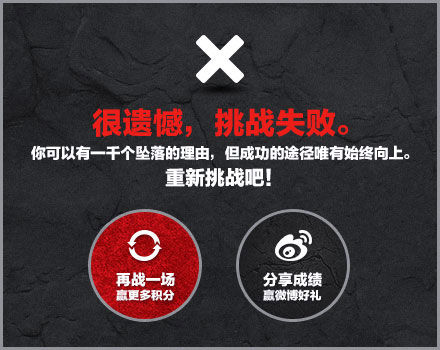 很遗憾，挑战失败。
你可以有一千个坠落的理由，但成功的途径唯有始终向上。
重新挑战吧！
再战一场
赢更多积分
分享成绩
赢微博好礼